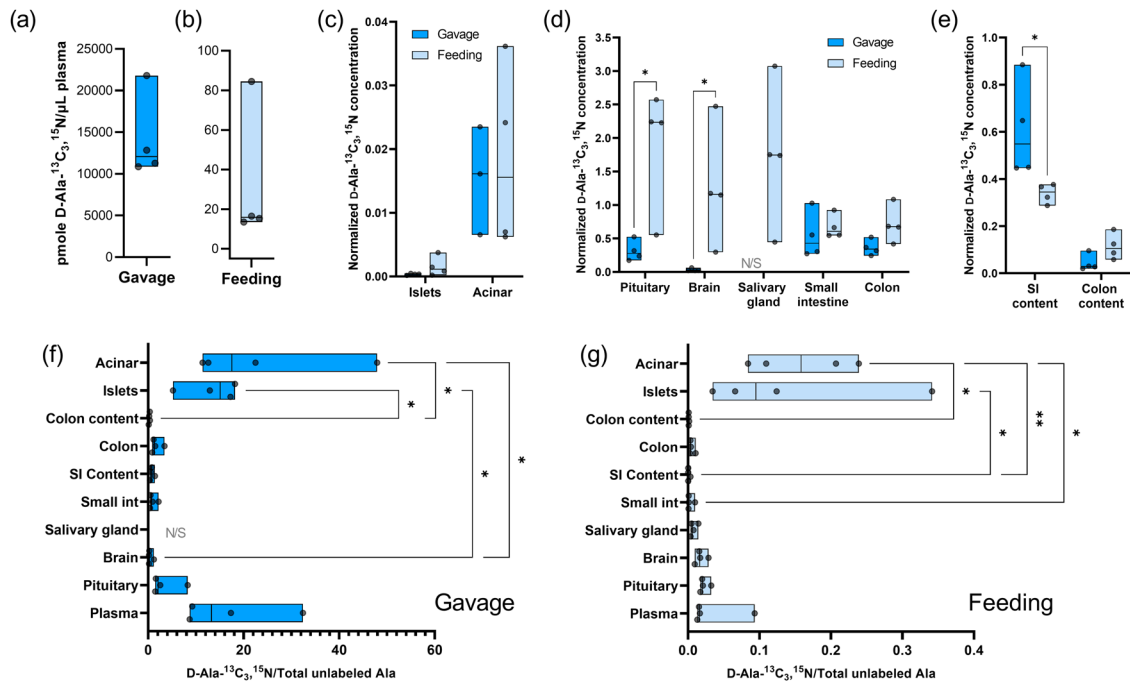 (a)
pmole D-Ala-¹³C₃,¹⁵N/µL plasma
25000
20000
15000
10000
5000
0
Gavage
(b)
100
80
60
40
20
0
Feeding
(c)
Normalized D-Ala-¹³C₃,¹⁵N concentration
0.04
0.03
0.02
0.01
0.00
Gavage
Feeding
Islets
Acinar
(d)
Normalized D-Ala-¹³C₃,¹⁵N concentration
3.5
3.0
2.5
2.0
1.5
1.0
0.5
0.0
Gavage
Feeding
*
*
N/S
Pituitary
Brain
Salivary
gland
Small
intestine
Colon
(e)
Normalized D-Ala-¹³C₃,¹⁵N concentration
1.0
0.8
0.6
0.4
0.2
0.0
*
SI
content
Colon
content
(f)
Acinar
Islets
Colon content
Colon
SI Content
Small int
Salivary gland
Brain
Pituitary
Plasma
N/S
*
*
*
*
Gavage
0
20
40
60
D-Ala-¹³C₃,¹⁵N/Total unlabeled Ala
(g)
Acinar
Islets
Colon content
Colon
SI Content
Small int
Salivary gland
Brain
Pituitary
Plasma
*
*
**
*
Feeding
0.0
0.1
0.2
0.3
0.4
D-Ala-¹³C₃,¹⁵N/Total unlabeled Ala